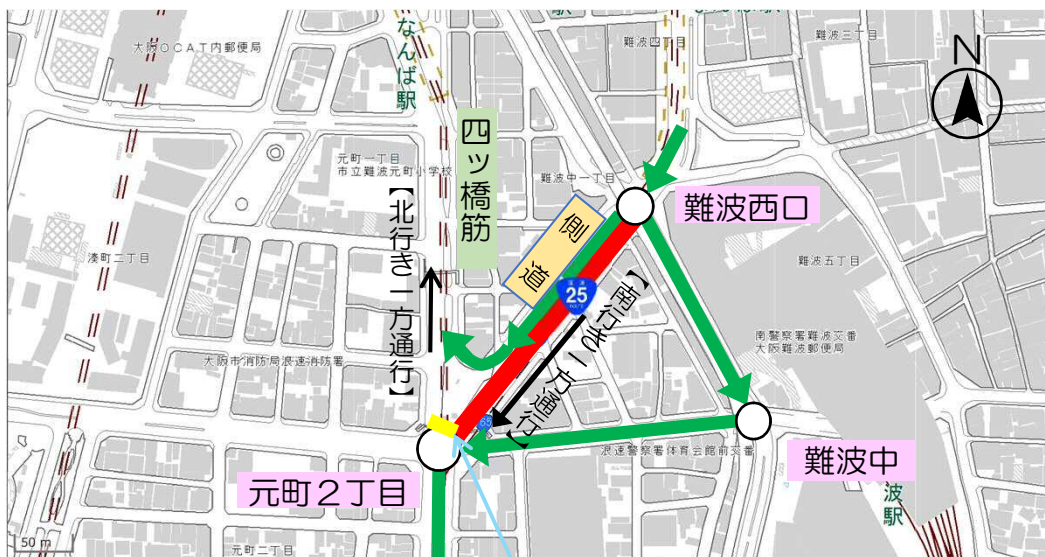 なんば駅
駅
大阪OCAT内郵便局
難波四丁目
難波三丁目
N
四ツ橋筋
元町一丁目
市立難波元町小学校
難波中一丁目
難波西口
側道
【北行き一方通行】
湊町二丁目
25
難波五丁目
【南行き一方通行】
南警察署難波交番
大阪難波郵便局
大阪市消防局浪速消防署
浪速警察署体育会館前交番
難波中
元町2丁目
波駅
元町二丁目
50 m